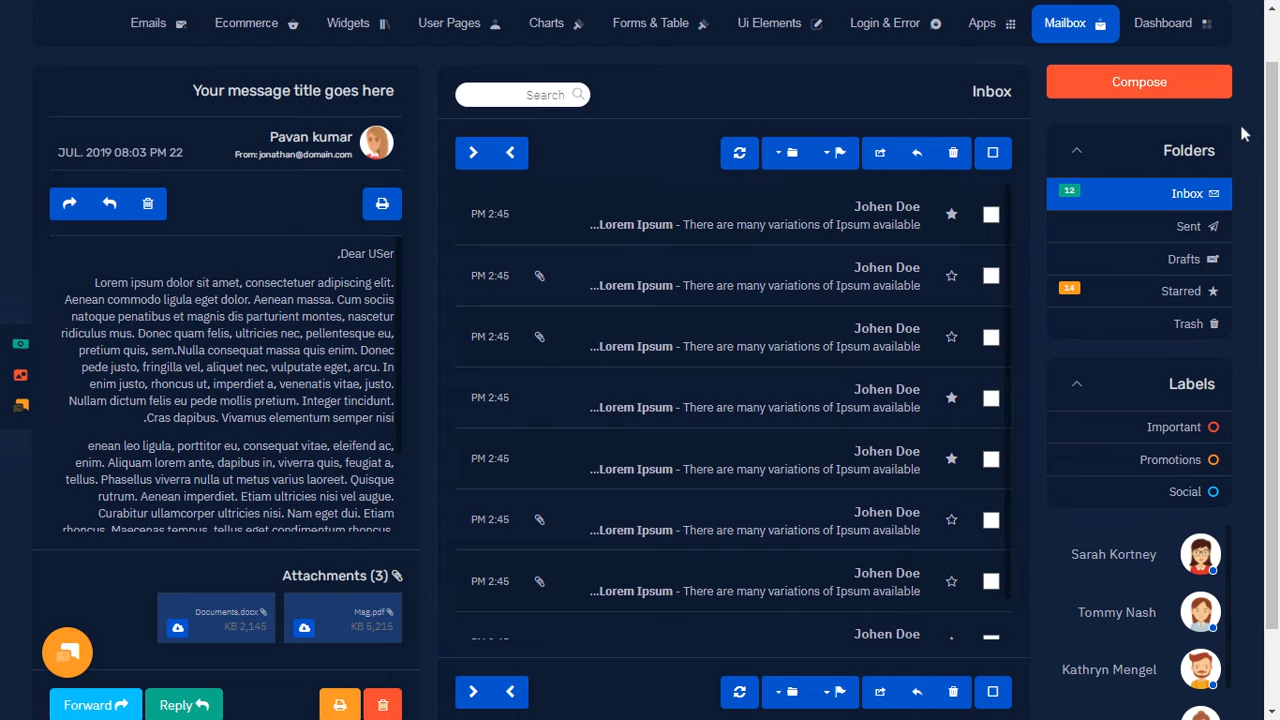 Emails
Ecommerce
Widgets
User Pages
Charts
Forms & Table
Ui Elements
Login & Error
Apps
Mailbox
Dashboard
Your message title goes here
Pavan kumar
JUL. 2019 08:03 PM 22
From: jonathan@domain.com
,Dear USer
Lorem ipsum dolor sit amet, consectetuer adipiscing elit.
Aenean commodo ligula eget dolor. Aenean massa. Cum sociis
natoque penatibus et magnis dis parturient montes, nascetur
ridiculus mus. Donec quam felis, ultricies nec, pellentesque eu,
pretium quis, sem.Nulla consequat massa quis enim. Donec
pede justo, fringilla vel, aliquet nec, vulputate eget, arcu. In
enim justo, rhoncus ut, imperdiet a, venenatis vitae, justo.
Nullam dictum felis eu pede mollis pretium. Integer tincidunt.
.Cras dapibus. Vivamus elementum semper nisi
enean leo ligula, porttitor eu, consequat vitae, eleifend ac,
enim. Aliquam lorem ante, dapibus in, viverra quis, feugiat a,
tellus. Phasellus viverra nulla ut metus varius laoreet. Quisque
rutrum. Aenean imperdiet. Etiam ultricies nisi vel augue.
Curabitur ullamcorper ultricies nisi. Nam eget dui. Etiam
rhoncus. Maecenas tempus, tellus eget condimentum rhoncus,
Attachments (3)
Documents.docx
KB 2,145
Mag.pdf
KB 5,215
Forward
Reply
Search
Inbox
Johen Doe
PM 2:45
...Lorem Ipsum - There are many variations of Ipsum available
Johen Doe
PM 2:45
...Lorem Ipsum - There are many variations of Ipsum available
Johen Doe
PM 2:45
...Lorem Ipsum - There are many variations of Ipsum available
Johen Doe
PM 2:45
...Lorem Ipsum - There are many variations of Ipsum available
Johen Doe
PM 2:45
...Lorem Ipsum - There are many variations of Ipsum available
Johen Doe
PM 2:45
...Lorem Ipsum - There are many variations of Ipsum available
Johen Doe
PM 2:45
...Lorem Ipsum - There are many variations of Ipsum available
Johen Doe
Compose
Folders
12
Inbox
Sent
Drafts
14
Starred
Trash
Labels
Important
Promotions
Social
Sarah Kortney
Tommy Nash
Kathryn Mengel